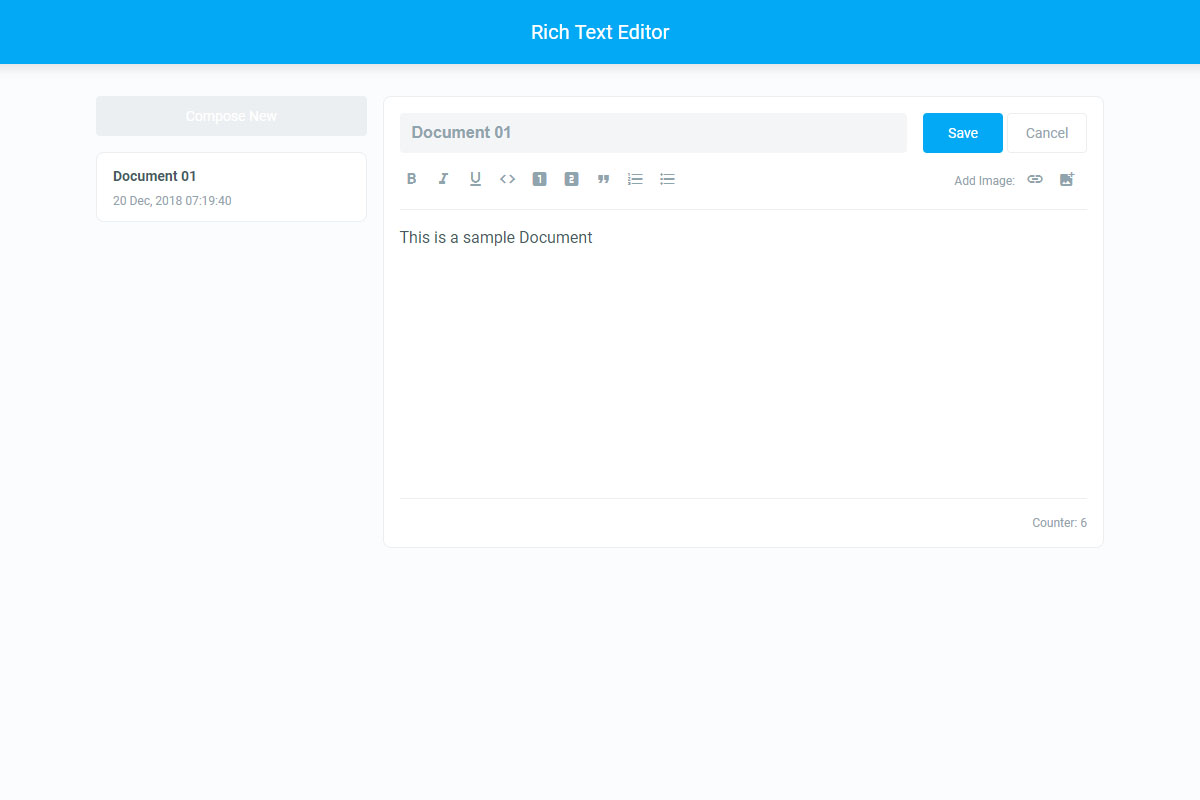 Rich Text Editor
Compose New
Document 01
20 Dec, 2018 07:19:40
Document 01
Save
Cancel
B I U <> 1 2 ❞
Add Image:
This is a sample Document
Counter: 6